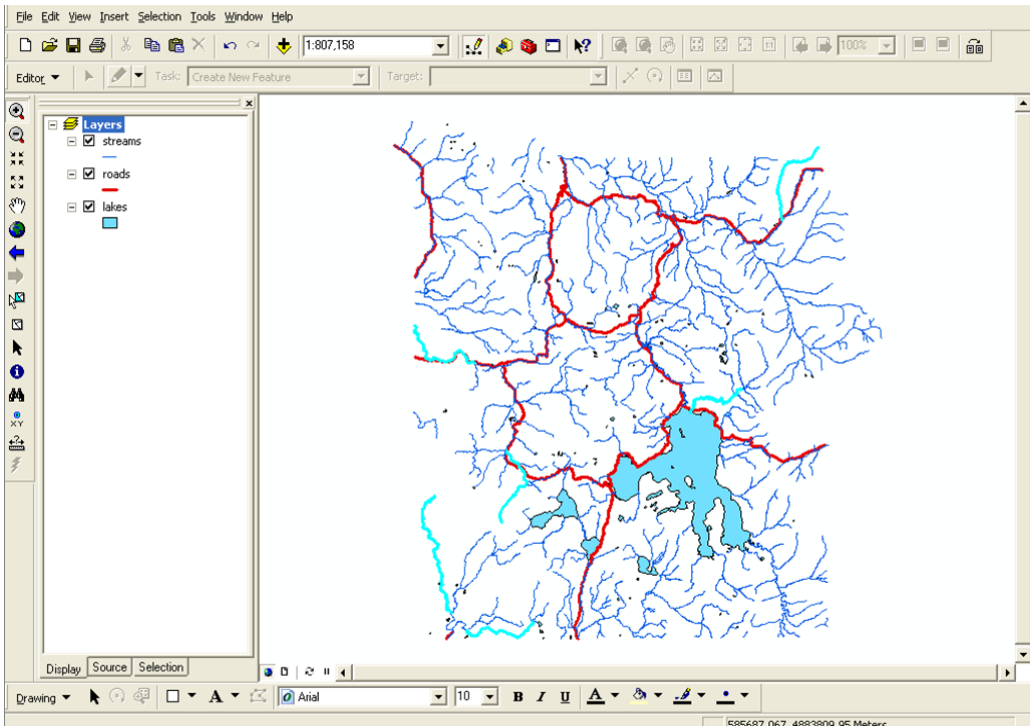 File Edit View Insert Selection Tools Window Help
1:807,158
100%
Editor Task: Create New Feature Target:
Layers
streams
roads
lakes
Display Source Selection
Drawing A Arial 10 B I U A
585687.067 4883809.95 Meters